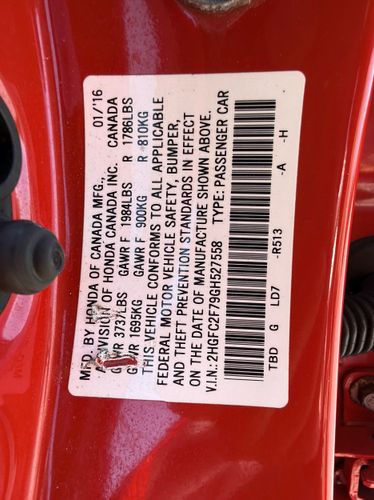 MFD. BY HONDA OF CANADA MFG. 01/'16
A DIVISION OF HONDA CANADA INC.
GVWR 3737LBS GAWR F 1984LBS R 1786LBS
GVWR 1695KG GAWR F 900KG R 810KG
THIS VEHICLE CONFORMS TO ALL APPLICABLE
FEDERAL MOTOR VEHICLE SAFETY, BUMPER,
AND THEFT PREVENTION STANDARDS IN EFFECT
ON THE DATE OF MANUFACTURE SHOWN ABOVE.
V.I.N.: 2HGFC2F79GH527558 TYPE: PASSENGER CAR
TBD G LD7 -R513 -A -H